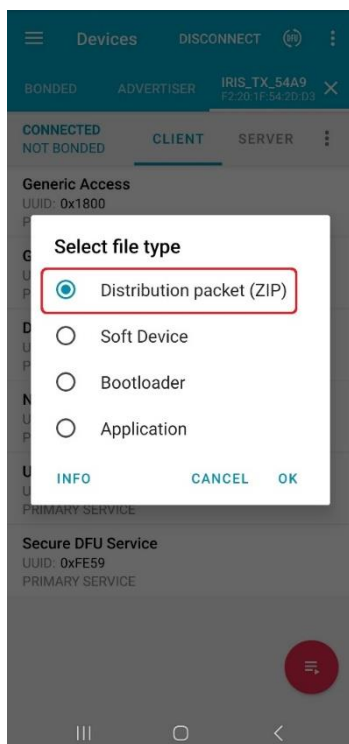 Devices
DISCONNECT
DFU
BONDED
ADVERTISER
IRIS_TX_54A9
F2:20:1F:54:2D:D3
CONNECTED
NOT BONDED
CLIENT
SERVER
Generic Access
UUID: 0x1800
P
G
U
P
Select file type
Distribution packet (ZIP)
D
U
P
Soft Device
Bootloader
N
U
P
Application
U
U
INFO
CANCEL
OK
PRIMARY SERVICE
Secure DFU Service
UUID: 0xFE59
PRIMARY SERVICE